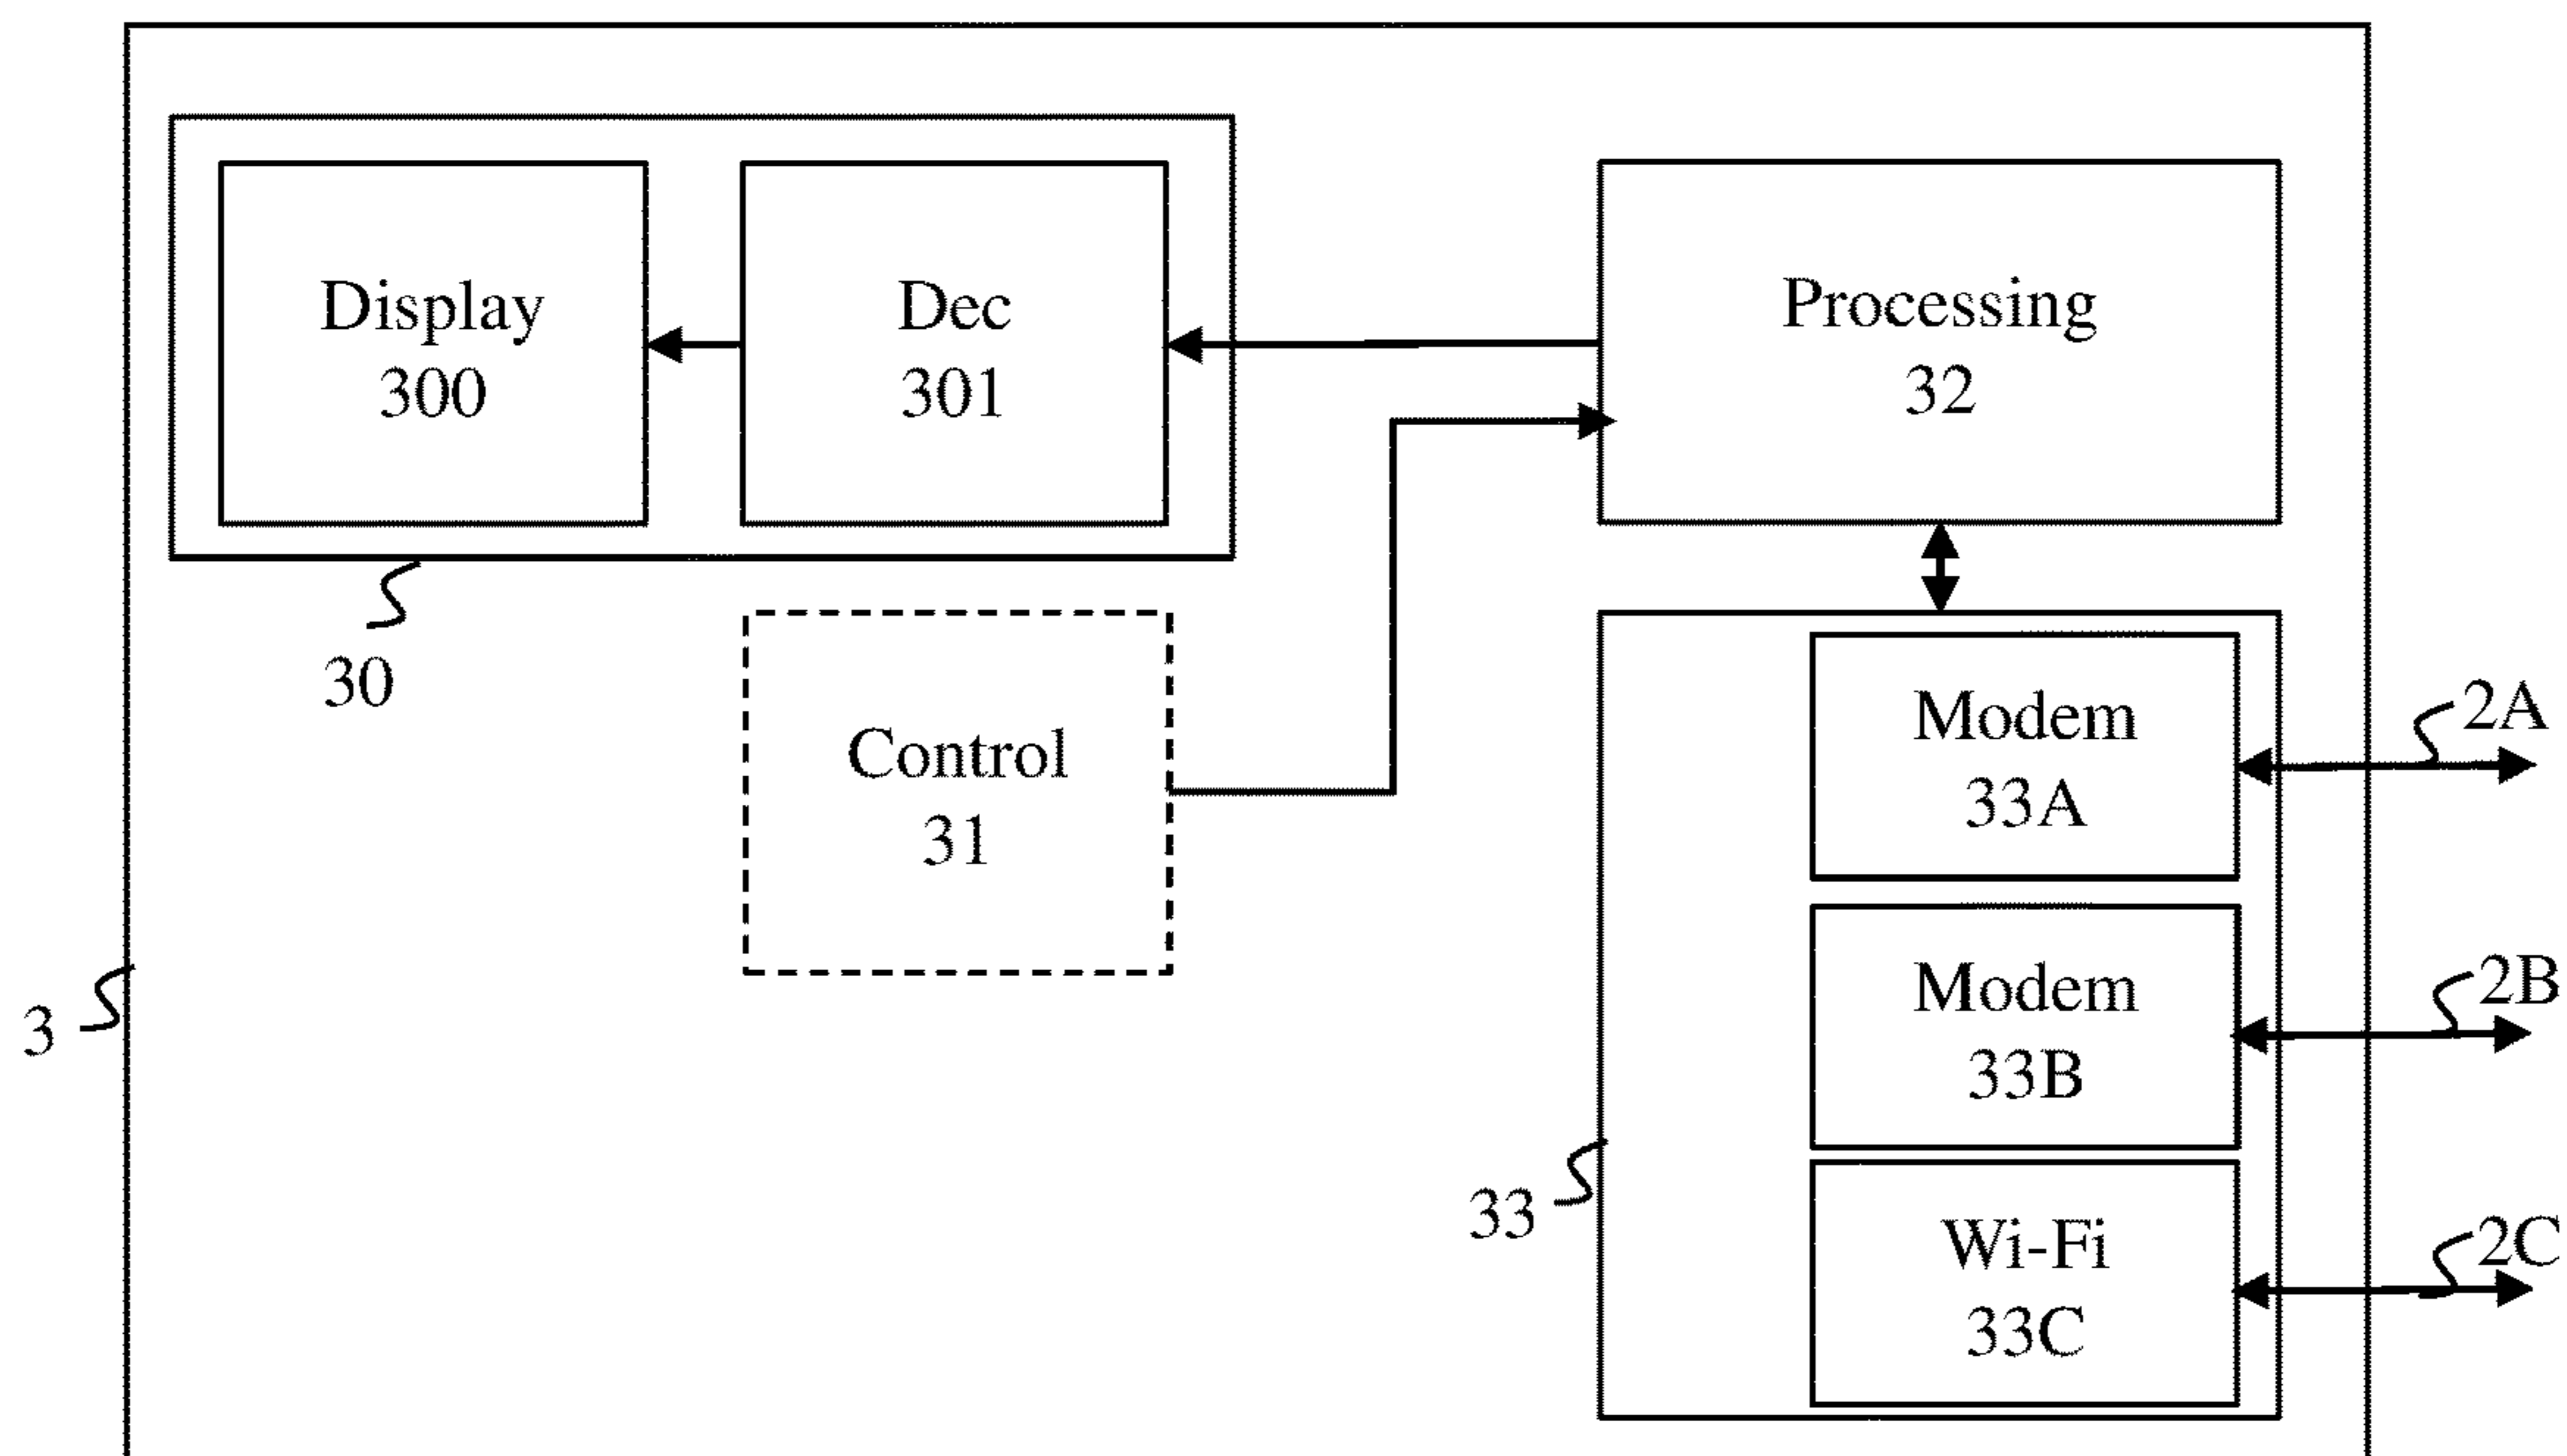 Display
300
Dec
301
Processing
32
30
Control
31
Modem
33A
2A
Modem
33B
2B
3
33
Wi-Fi
33C
2C